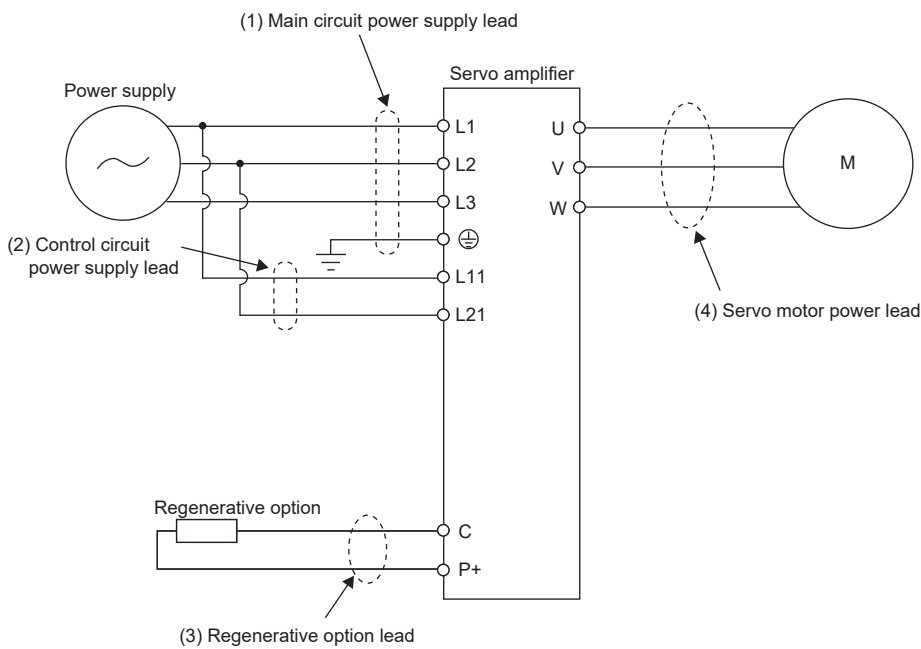 (1) Main circuit power supply lead
Servo amplifier
Power supply
L1
U
L2
V
M
L3
W
(2) Control circuit
power supply lead
L11
L21
(4) Servo motor power lead
Regenerative option
C
P+
(3) Regenerative option lead